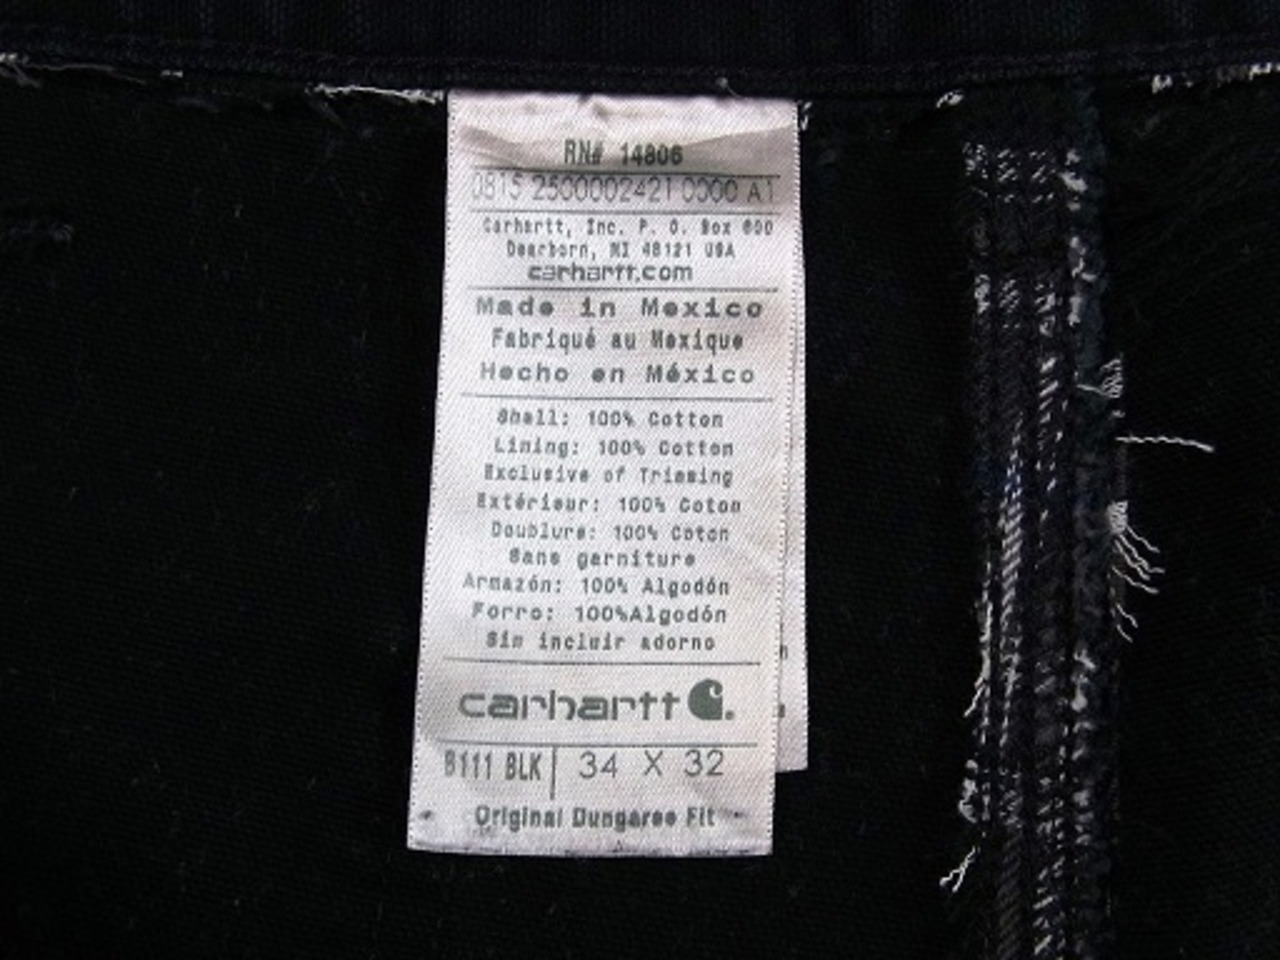 RN# 14806
0815 2500002421 0000 A1
Carhartt, Inc. P. O. Box 600
Dearborn, MI 48121 USA
carhartt.com
Made in Mexico
Fabriqué au Mexique
Hecho en México
Shell: 100% Cotton
Lining: 100% Cotton
Exclusive of Trimming
Extérieur: 100% Coton
Doublure: 100% Coton
Sans garniture
Armazón: 100% Algodón
Forro: 100%Algodón
Sin incluir adorno
carhartt
B111 BLK 34 X 32
Original Dungaree Fit